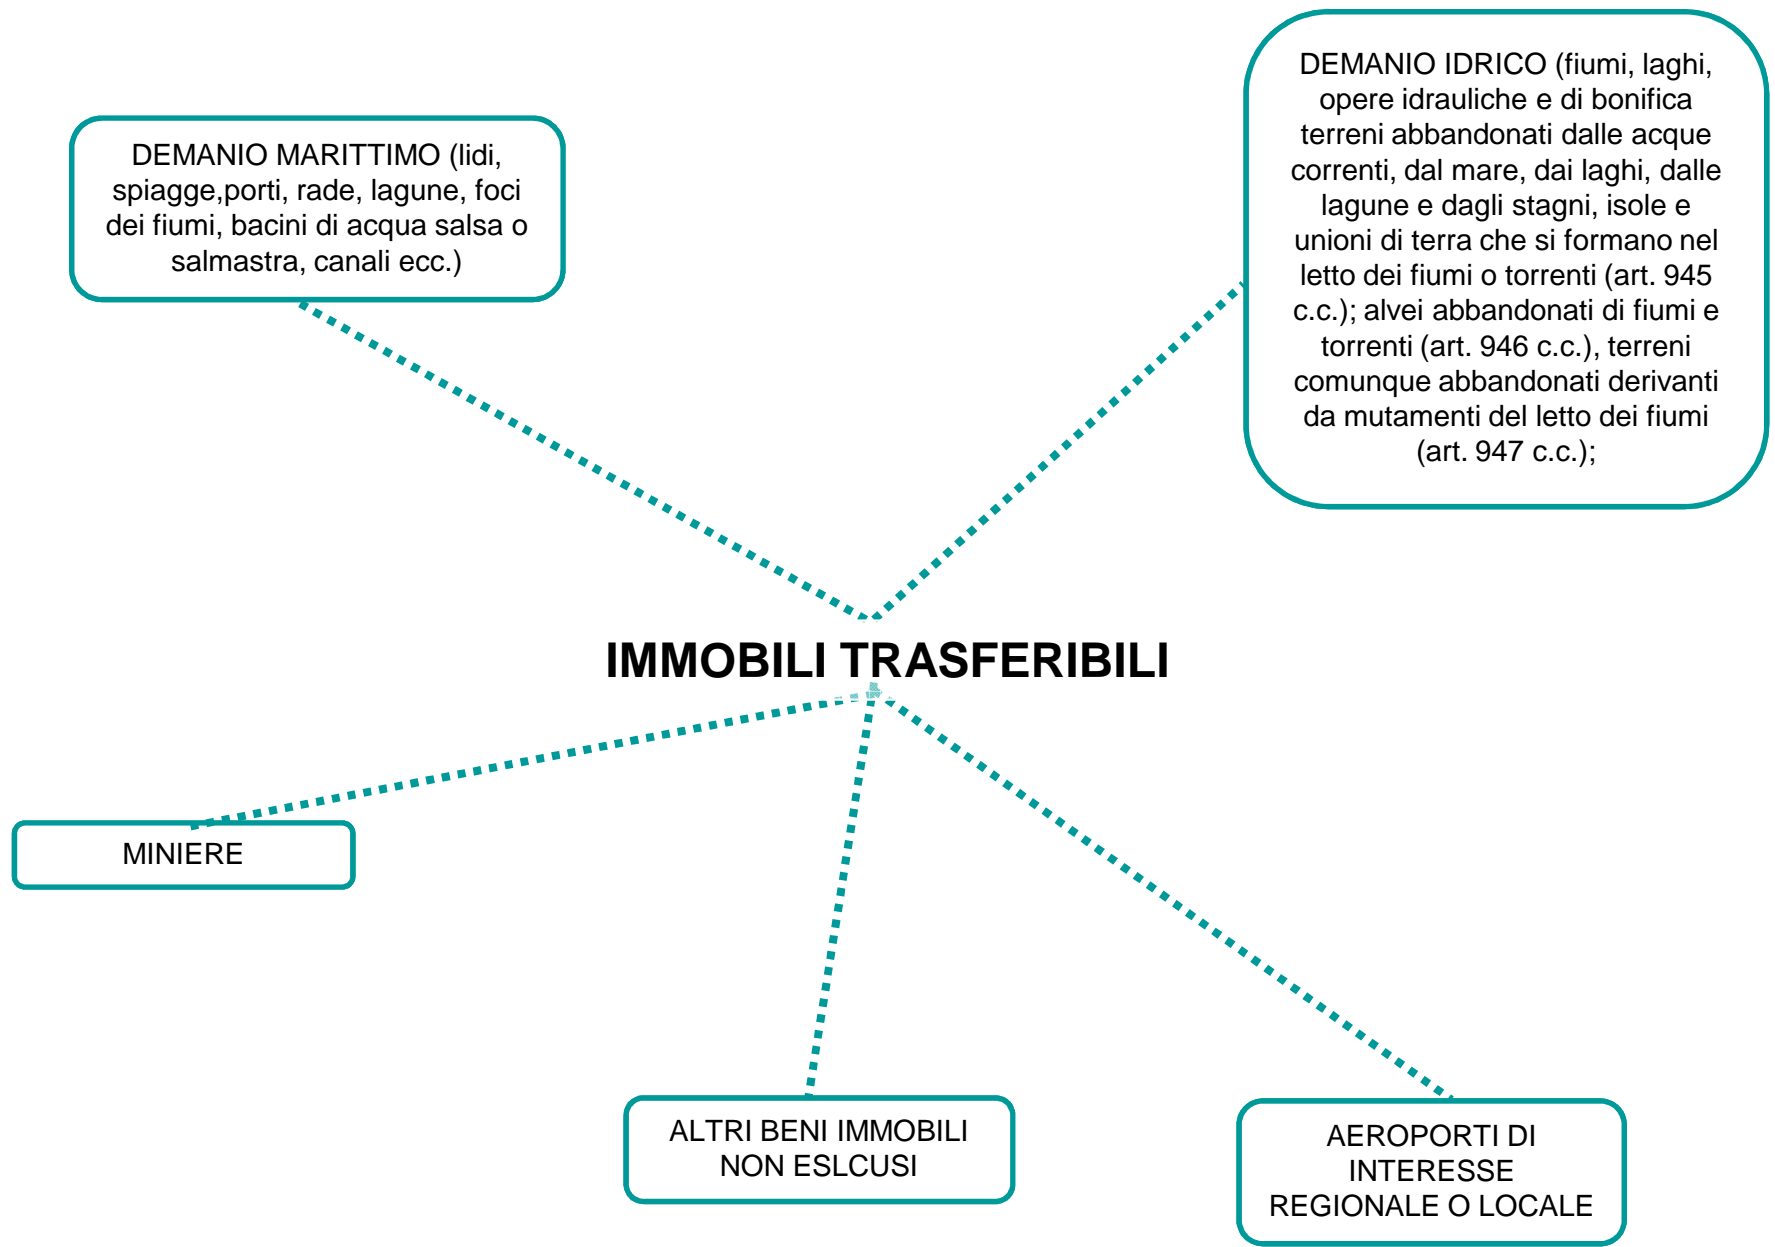 DEMANIO MARITTIMO (lidi,
spiagge,porti, rade, lagune, foci
dei fiumi, bacini di acqua salsa o
salmastra, canali ecc.)
DEMANIO IDRICO (fiumi, laghi,
opere idrauliche e di bonifica
terreni abbandonati dalle acque
correnti, dal mare, dai laghi, dalle
lagune e dagli stagni, isole e
unioni di terra che si formano nel
letto dei fiumi o torrenti (art. 945
c.c.); alvei abbandonati di fiumi e
torrenti (art. 946 c.c.), terreni
comunque abbandonati derivanti
da mutamenti del letto dei fiumi
(art. 947 c.c.);
IMMOBILI TRASFERIBILI
MINIERE
ALTRI BENI IMMOBILI
NON ESLCUSI
AEROPORTI DI
INTERESSE
REGIONALE O LOCALE